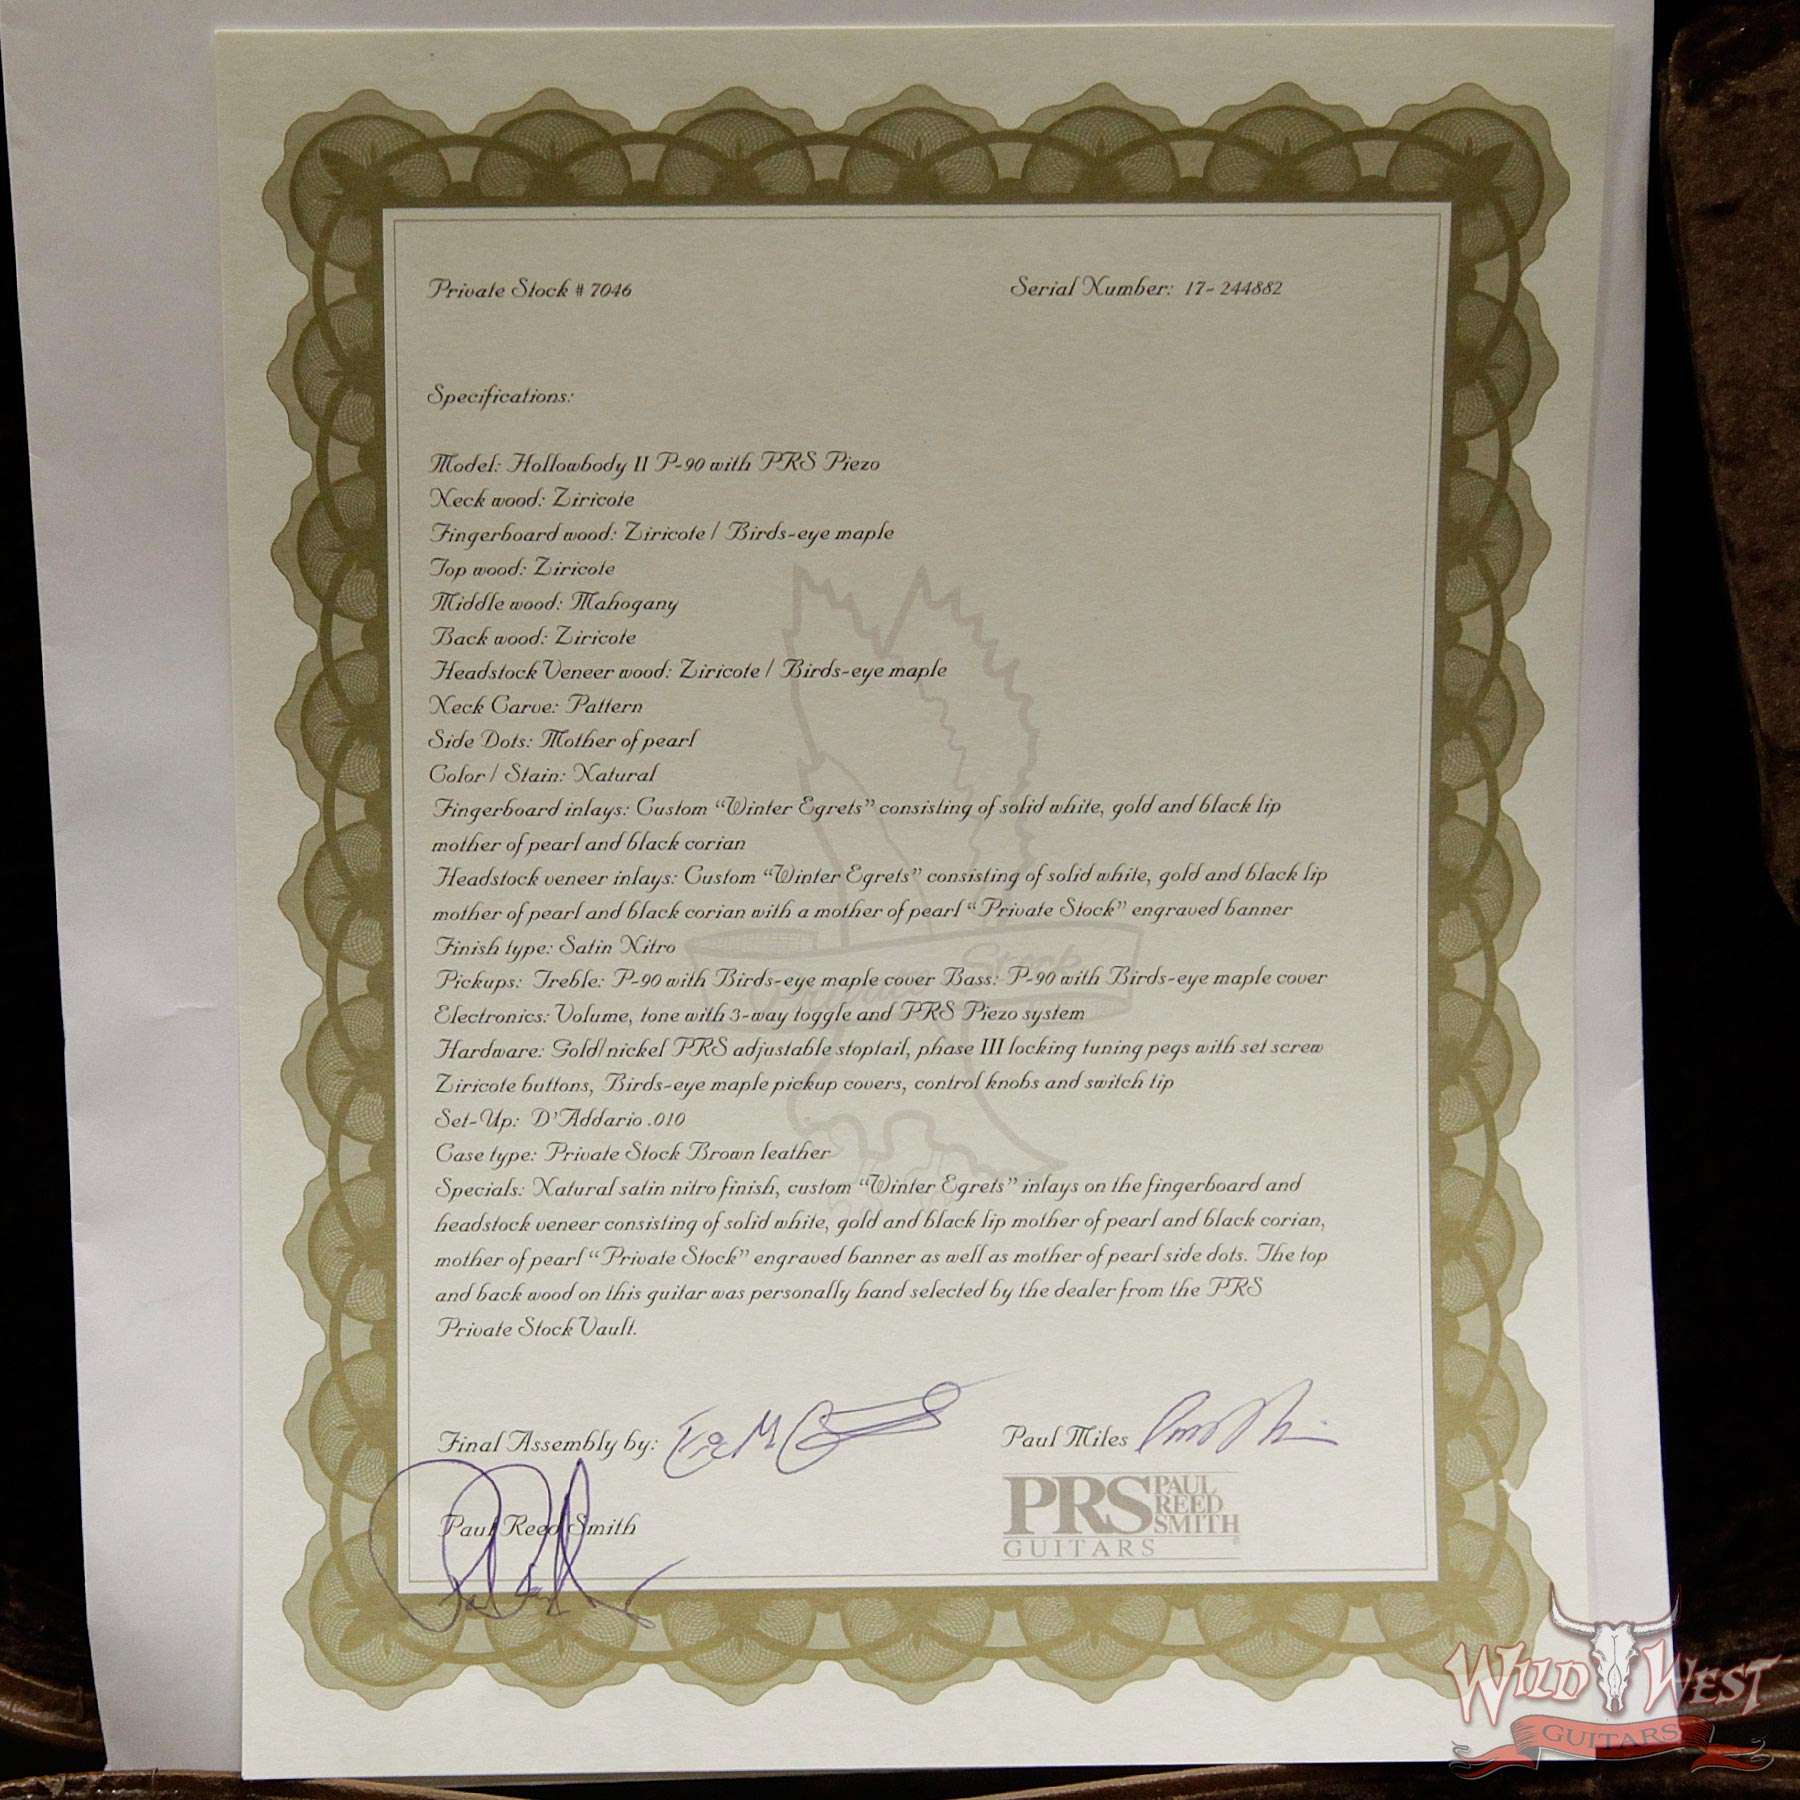 Private Stock # 7046 Serial Number: 17- 244882
Specifications:
Model: Hollowbody II P-90 with PRS Piezo
Neck wood: Ziricote
Fingerboard wood: Ziricote / Birds-eye maple
Top wood: Ziricote
Middle wood: Mahogany
Back wood: Ziricote
Headstock Veneer wood: Ziricote / Birds-eye maple
Neck Carve: Pattern
Side Dots: Mother of pearl
Color / Stain: Natural
Fingerboard inlays: Custom “Winter Egrets” consisting of solid white, gold and black lip
mother of pearl and black corian
Headstock veneer inlays: Custom “Winter Egrets” consisting of solid white, gold and black lip
mother of pearl and black corian with a mother of pearl “Private Stock” engraved banner
Finish type: Satin Nitro
Pickups: Treble: P-90 with Birds-eye maple cover Bass: P-90 with Birds-eye maple cover
Electronics: Volume, tone with 3-way toggle and PRS Piezo system
Hardware: Gold/nickel PRS adjustable stoptail, phase III locking tuning pegs with set screw
Ziricote buttons, Birds-eye maple pickup covers, control knobs and switch tip
Set-Up: D'Addario .010
Case type: Private Stock Brown leather
Specials: Natural satin nitro finish, custom “Winter Egrets” inlays on the fingerboard and
headstock veneer consisting of solid white, gold and black lip mother of pearl and black corian,
mother of pearl “Private Stock” engraved banner as well as mother of pearl side dots. The top
and back wood on this guitar was personally hand selected by the dealer from the PRS
Private Stock Vault.
Final Assembly by:
Paul Miles
Paul Reed Smith
PRS PAUL REED SMITH
GUITARS
Private Stock
WILD WEST
GUITARS